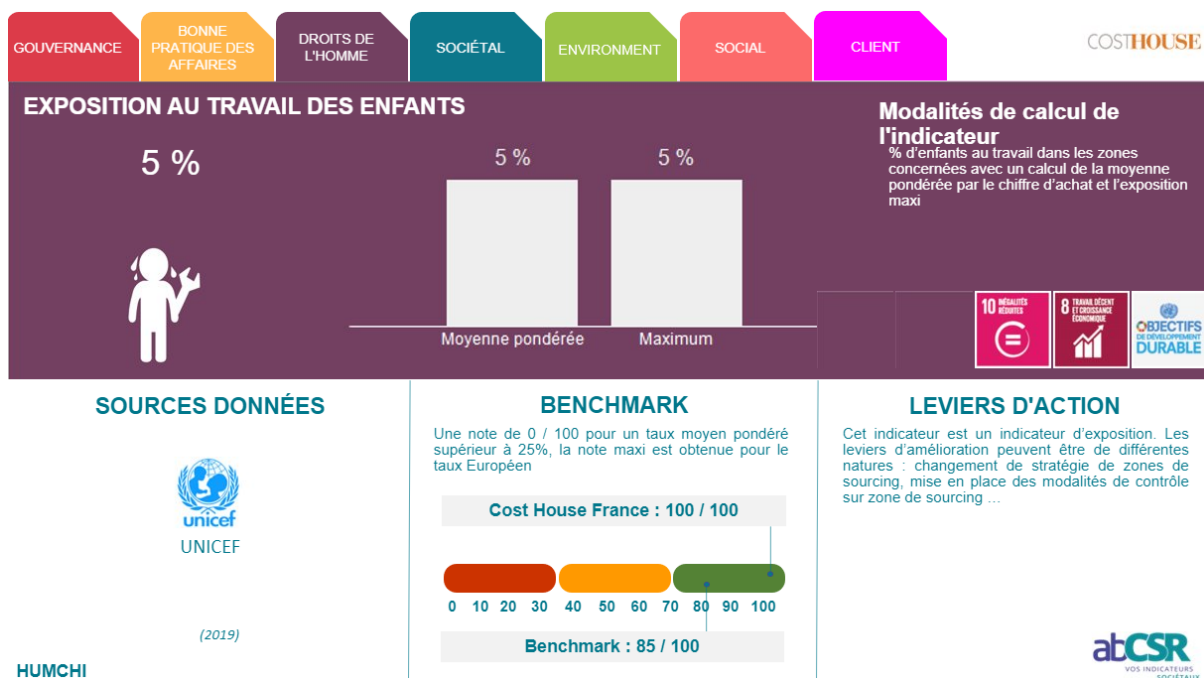 GOUVERNANCE
BONNE
PRATIQUE DES
AFFAIRES
DROITS DE
L'HOMME
SOCIÉTAL
ENVIRONMENT
SOCIAL
CLIENT
COSTHOUSE
EXPOSITION AU TRAVAIL DES ENFANTS
5 %
5 %
5 %
Moyenne pondérée
Maximum
Modalités de calcul de
l'indicateur
% d'enfants au travail dans les zones
concernées avec un calcul de la moyenne
pondérée par le chiffre d'achat et l'exposition
maxi
10 INÉGALITÉS
RÉDUITES
8 TRAVAIL DÉCENT
ET CROISSANCE
ÉCONOMIQUE
OBJECTIFS
DE DÉVELOPPEMENT
DURABLE
SOURCES DONNÉES
unicef
UNICEF
(2019)
HUMCHI
BENCHMARK
Une note de 0 / 100 pour un taux moyen pondéré
supérieur à 25%, la note maxi est obtenue pour le
taux Européen
Cost House France : 100 / 100
0 10 20 30 40 50 60 70 80 90 100
Benchmark : 85 / 100
LEVIERS D'ACTION
Cet indicateur est un indicateur d'exposition. Les
leviers d'amélioration peuvent être de différentes
natures : changement de stratégie de zones de
sourcing, mise en place des modalités de contrôle
sur zone de sourcing ...
abCSR
VOS INDICATEURS
SOCIÉTAUX